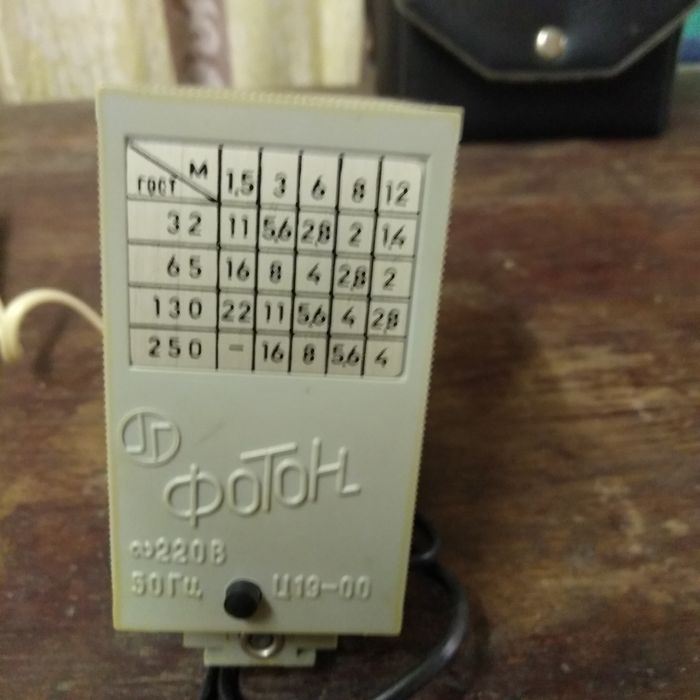 М
ГОСТ 1,5 3 6 8 12
32 11 5,6 2,8 2 1,4
65 16 8 4 2,8 2
130 22 11 5,6 4 2,8
250 - 16 8 5,6 4
ФОТОН
~220В
50Гц Ц19-00